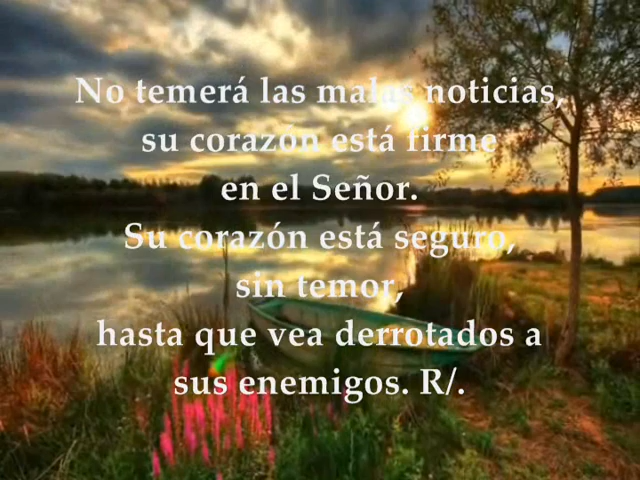 No temerá las malas noticias,
su corazón está firme
en el Señor.
Su corazón está seguro,
sin temor,
hasta que vea derrotados a
sus enemigos. R/.